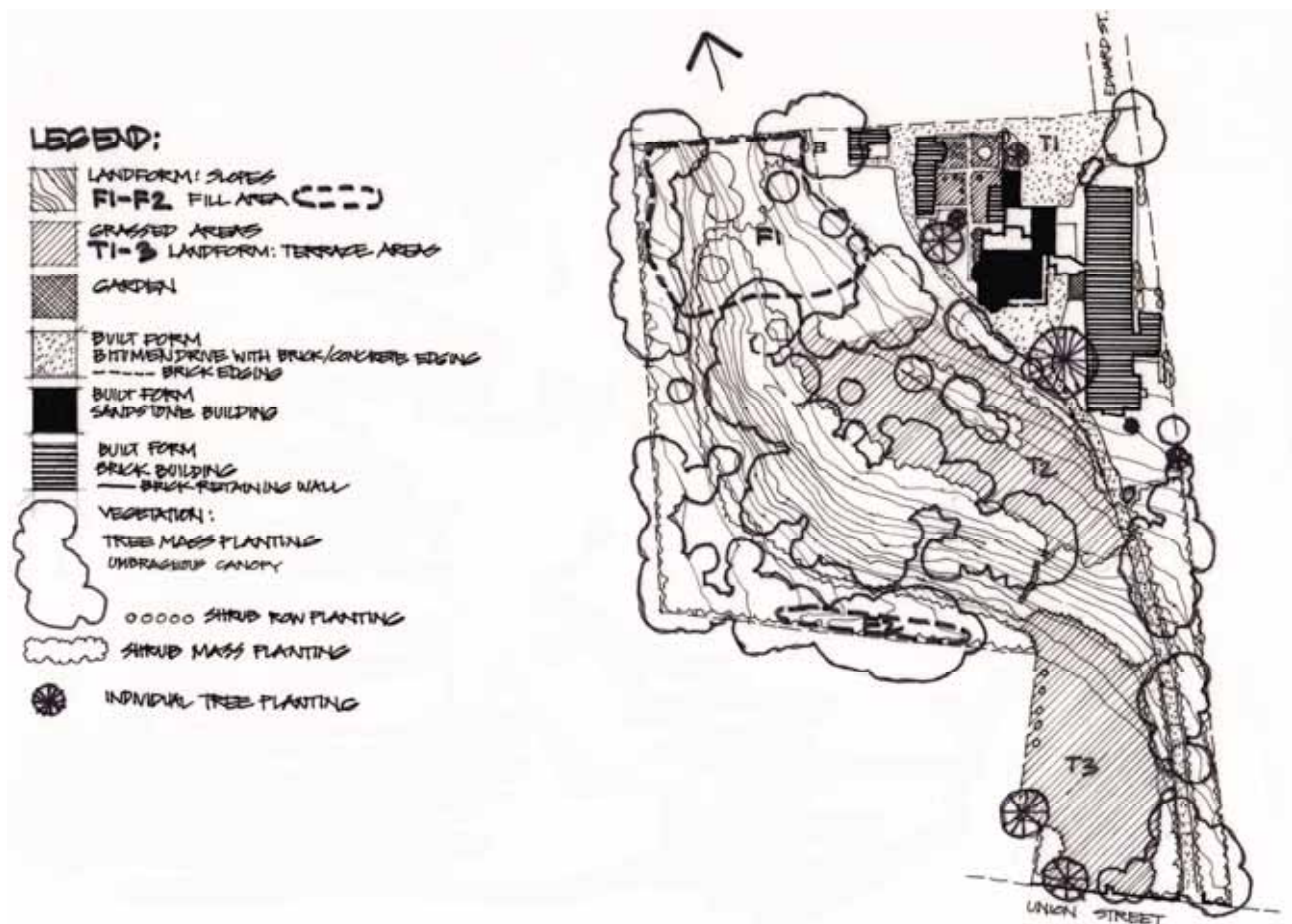 LEGEND:
LANDFORM: SLOPES
F1-F2 FILL AREA
GRASSED AREAS
T1-3 LANDFORM: TERRACE AREAS
GARDEN
BUILT FORM
BITUMEN DRIVE WITH BRICK/CONCRETE EDGING
BRICK EDGING
BUILT FORM
SANDSTONE BUILDING
BUILT FORM
BRICK BUILDING
BRICK RETAINING WALL
VEGETATION:
TREE MASS PLANTING
UMBRAGEOUS CANOPY
SHRUB ROW PLANTING
SHRUB MASS PLANTING
INDIVIDUAL TREE PLANTING
EDWARD ST.
T1
F1
T2
F2
T3
UNION STREET